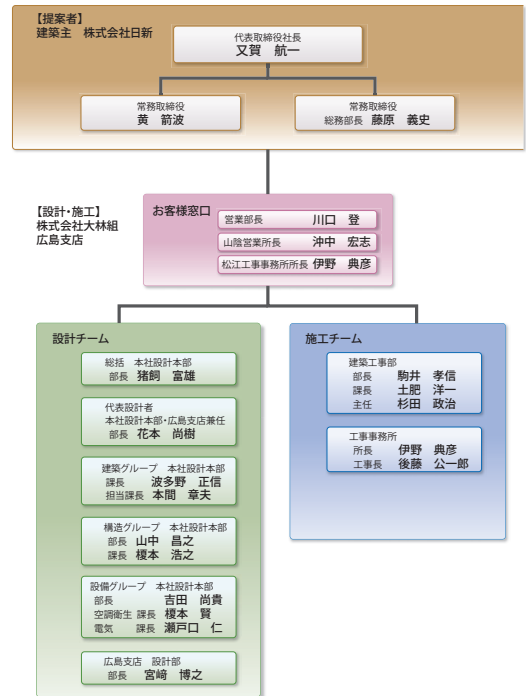 【提案者】
建築主　株式会社日新
代表取締役社長
又賀　航一
常務取締役
黄　箭波
常務取締役
総務部長　藤原　義史
【設計・施工】
株式会社大林組
広島支店
お客様窓口
営業部長　川口　登
山陰営業所長　沖中　宏志
松江工事事務所所長　伊野　典彦
設計チーム
総括　本社設計本部
部長　猪飼　富雄
代表設計者
本社設計本部・広島支店兼任
部長　花本　尚樹
建築グループ　本社設計本部
課長　波多野　正信
担当課長　本間　章夫
構造グループ　本社設計本部
部長　山中　昌之
課長　榎本　浩之
設備グループ　本社設計本部
部長　吉田　尚貴
空調衛生　課長　榎本　賢
電気　課長　瀬戸口　仁
広島支店　設計部
部長　宮﨑　博之
施工チーム
建築工事部
部長　駒井　孝信
課長　土肥　洋一
主任　杉田　政治
工事事務所
所長　伊野　典彦
工事長　後藤　公一郎